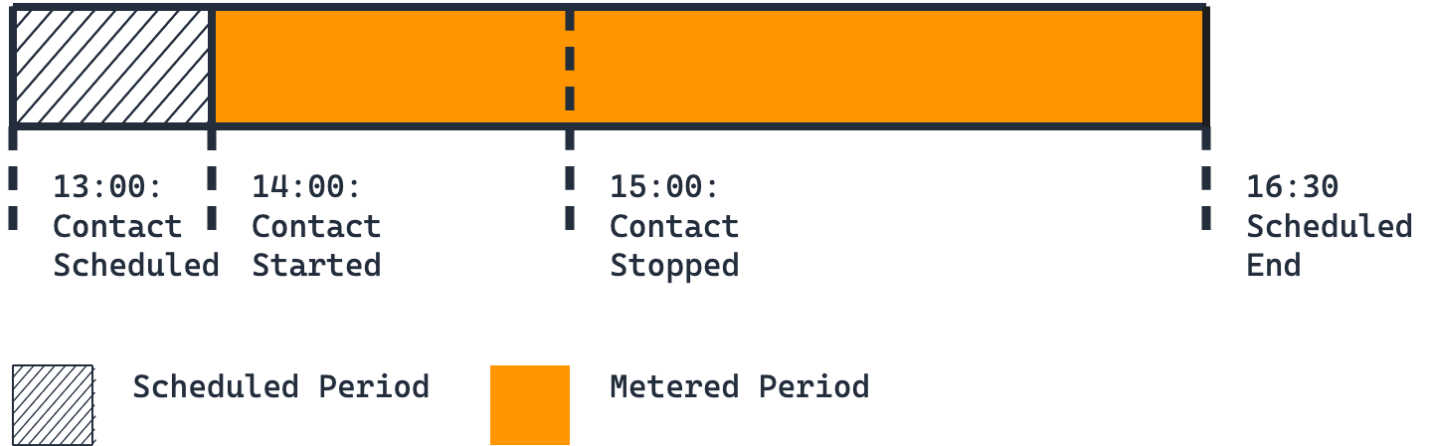 13:00:
Contact
Scheduled
14:00:
Contact
Started
15:00:
Contact
Stopped
16:30
Scheduled
End
Scheduled Period
Metered Period